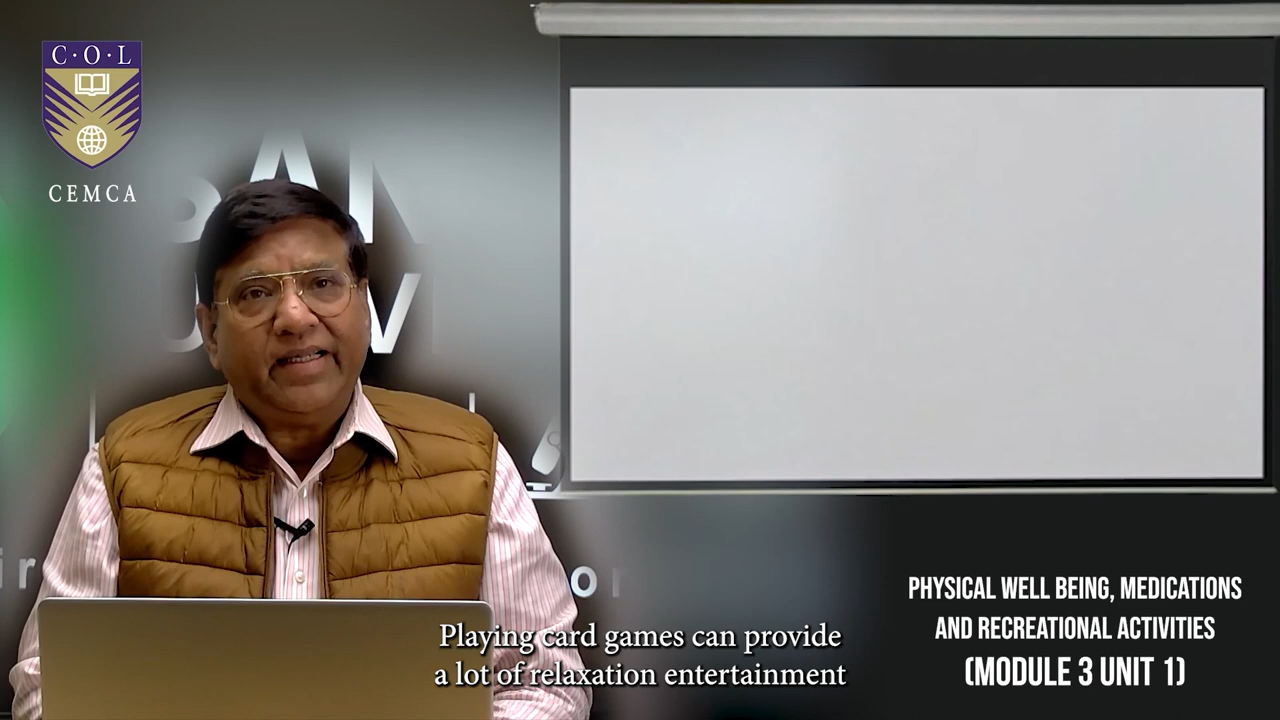 C·O·L
CEMCA
Playing card games can provide
a lot of relaxation entertainment
PHYSICAL WELL BEING, MEDICATIONS
AND RECREATIONAL ACTIVITIES
(MODULE 3 UNIT 1)